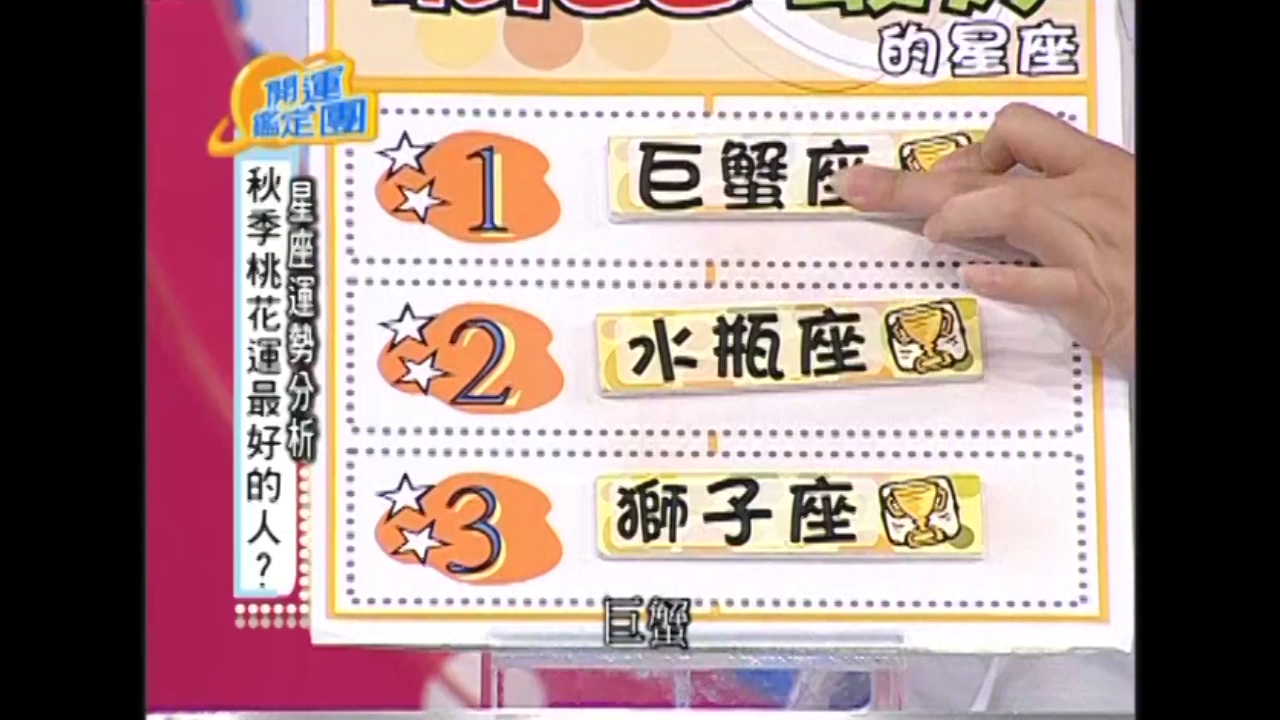 的星座
開運
鑑定團
星座運勢分析
秋季桃花運最好的人?
1 巨蟹座
2 水瓶座
3 獅子座
巨蟹